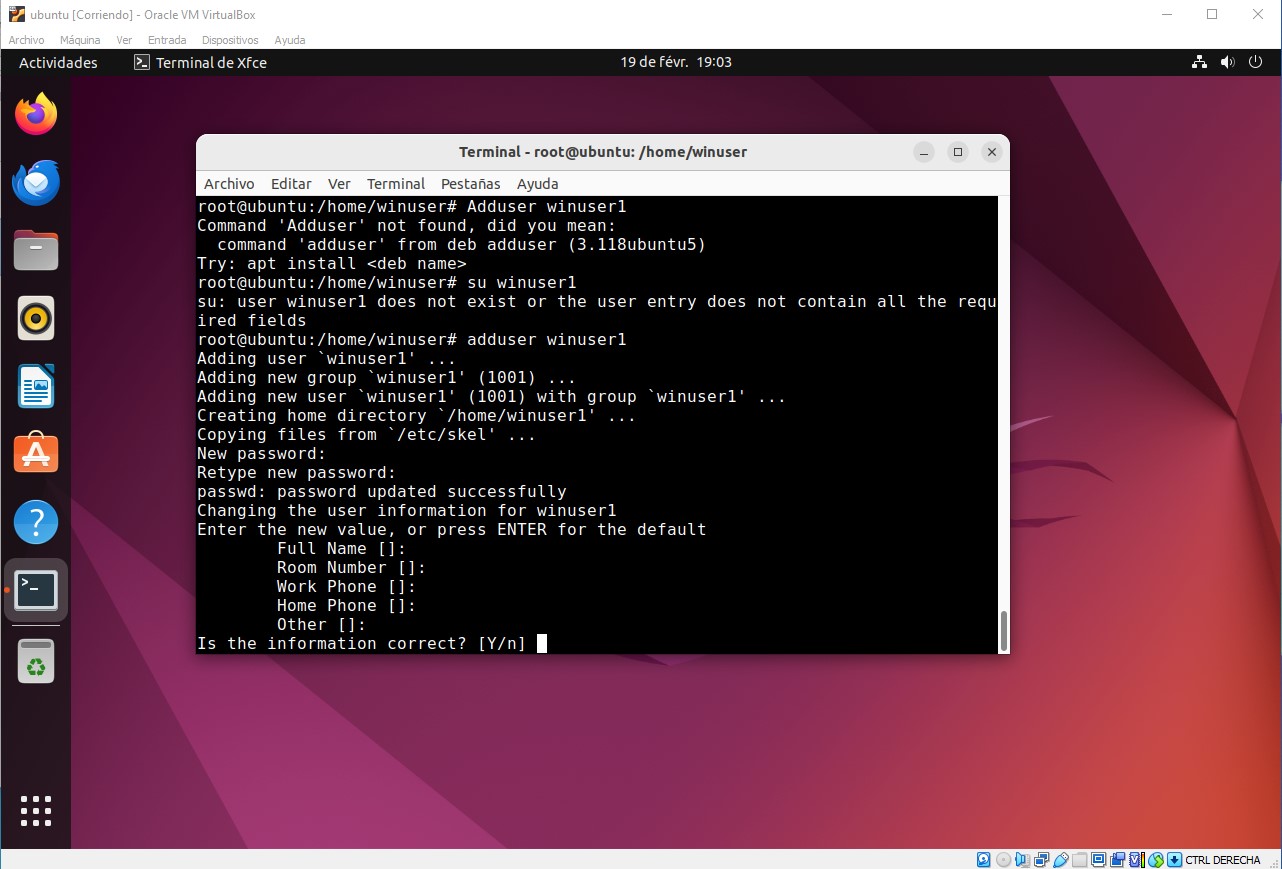 ubuntu [Corriendo] - Oracle VM VirtualBox
Archivo Máquina Ver Entrada Dispositivos Ayuda
Actividades Terminal de Xfce 19 de févr. 19:03
Terminal - root@ubuntu: /home/winuser
Archivo Editar Ver Terminal Pestañas Ayuda
root@ubuntu:/home/winuser# Adduser winuser1
Command 'Adduser' not found, did you mean:
  command 'adduser' from deb adduser (3.118ubuntu5)
Try: apt install <deb name>
root@ubuntu:/home/winuser# su winuser1
su: user winuser1 does not exist or the user entry does not contain all the requ
ired fields
root@ubuntu:/home/winuser# adduser winuser1
Adding user `winuser1' ...
Adding new group `winuser1' (1001) ...
Adding new user `winuser1' (1001) with group `winuser1' ...
Creating home directory `/home/winuser1' ...
Copying files from `/etc/skel' ...
New password:
Retype new password:
passwd: password updated successfully
Changing the user information for winuser1
Enter the new value, or press ENTER for the default
        Full Name []:
        Room Number []:
        Work Phone []:
        Home Phone []:
        Other []:
Is the information correct? [Y/n]
CTRL DERECHA